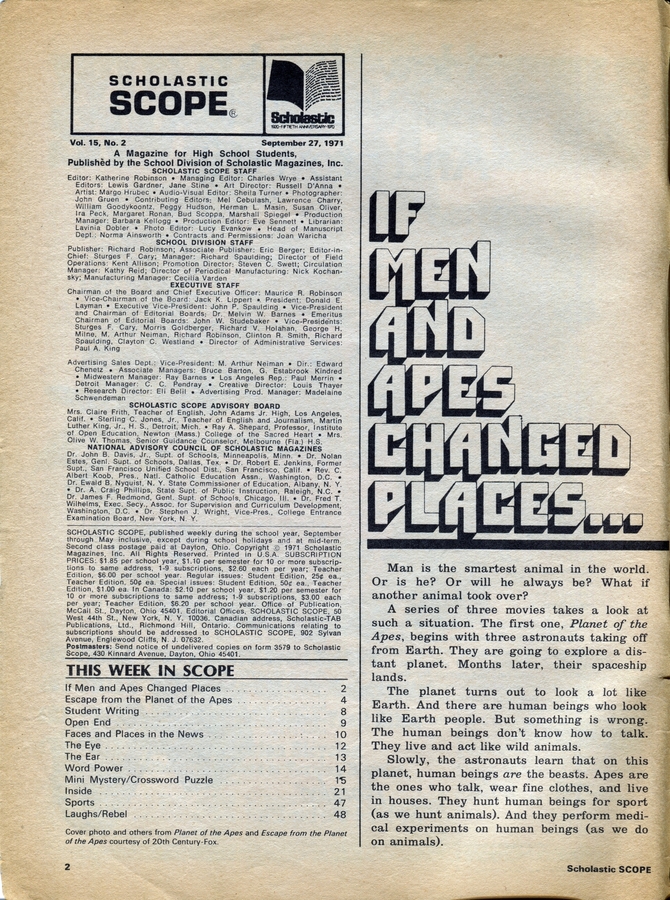 SCHOLASTIC
SCOPE®
Scholastic
1920·FIFTIETH ANNIVERSARY·1970
Vol. 15, No. 2 September 27, 1971
A Magazine for High School Students,
Published by the School Division of Scholastic Magazines, Inc.
SCHOLASTIC SCOPE STAFF
Editor: Katherine Robinson • Managing Editor: Charles Wrye • Assistant
Editors: Lewis Gardner, Jane Stine • Art Director: Russell D'Anna •
Artist: Margo Hrubec • Audio-Visual Editor: Sheila Turner • Photographer:
John Gruen • Contributing Editors; Mel Cebulash, Lawrence Charry,
William Goodykoontz, Peggy Hudson, Herman L. Masin, Susan Oliver,
Ira Peck, Margaret Ronan, Bud Scoppa, Marshall Spiegel • Production
Manager: Barbara Kellogg • Production Editor: Eve Sennett • Librarian:
Lavinia Dobler • Photo Editor: Lucy Evankow • Head of Manuscript
Dept.: Norma Ainsworth • Contracts and Permissions: Joan Waricha
SCHOOL DIVISION STAFF
Publisher: Richard Robinson; Associate Publisher: Eric Berger; Editor-in-
Chief: Sturges F. Cary; Manager: Richard Spaulding; Director of Field
Operations: Kent Allison; Promotion Director: Steven C. Swett; Circulation
Manager: Kathy Reid; Director of Periodical Manufacturing: Nick Kochan-
sky; Manufacturing Manager: Cecilia Varden
EXECUTIVE STAFF
Chairman of the Board and Chief Executive Officer: Maurice R. Robinson
• Vice-Chairman of the Board: Jack K. Lippert • President: Donald E.
Layman • Executive Vice-President: John P. Spaulding • Vice-President
and Chairman of Editorial Boards: Dr. Melvin W. Barnes • Emeritus
Chairman of Editorial Boards: John W. Studebaker • Vice-Presidents:
Sturges F. Cary, Morris Goldberger, Richard V. Holahan, George H.
Milne, M. Arthur Neiman, Richard Robinson, Clinton R. Smith, Richard
Spaulding, Clayton C. Westland • Director of Administrative Services:
Paul A. King
Advertising Sales Dept.: Vice-President: M. Arthur Neiman • Dir.: Edward
Chenetz • Associate Managers: Bruce Barton, G. Estabrook Kindred
• Midwestern Manager: Ray Barnes • Los Angeles Rep.: Paul Merrin •
Detroit Manager: C. C. Pendray • Creative Director: Louis Thayer
• Research Director: Eli Belil • Advertising Prod. Manager: Madelaine
Schwendeman
SCHOLASTIC SCOPE ADVISORY BOARD
Mrs. Claire Frith, Teacher of English, John Adams Jr. High, Los Angeles,
Calif. • Sterling C. Jones, Jr., Teacher of English and Journalism, Martin
Luther King, Jr., H. S., Detroit, Mich. • Ray A. Shepard, Professor, Institute
of Open Education, Newton (Mass.) College of the Sacred Heart • Mrs.
Olive W. Thomas, Senior Guidance Counselor, Melbourne (Fla.) H.S.
NATIONAL ADVISORY COUNCIL OF SCHOLASTIC MAGAZINES
Dr. John B. Davis, Jr., Supt. of Schools, Minneapolis, Minn. • Dr. Nolan
Estes, Genl. Supt. of Schools, Dallas, Tex. • Dr. Robert E. Jenkins, Former
Supt., San Francisco Unified School Dist., San Francisco, Calif. • Rev. C.
Albert Koob, Pres., Natl. Catholic Education Assn., Washington, D.C. •
Dr. Ewald B. Nyquist, N. Y. State Commissioner of Education, Albany, N. Y.
• Dr. A. Craig Phillips, State Supt. of Public Instruction, Raleigh, N.C. •
Dr. James F. Redmond, Genl. Supt. of Schools, Chicago, Ill. • Dr. Fred T.
Wilhelms, Exec. Secy., Assoc. for Supervision and Curriculum Development,
Washington, D.C. • Dr. Stephen J. Wright, Vice-Pres., College Entrance
Examination Board, New York, N. Y.
SCHOLASTIC SCOPE, published weekly during the school year, September
through May inclusive, except during school holidays and at mid-term.
Second class postage paid at Dayton, Ohio. Copyright © 1971 Scholastic
Magazines, Inc. All Rights Reserved. Printed in U.S.A. SUBSCRIPTION
PRICES: $1.85 per school year, $1.10 per semester for 10 or more subscrip-
tions to same address, 1-9 subscriptions, $2.60 each per year; Teacher
Edition, $6.00 per school year. Regular issues: Student Edition, 25¢ ea.,
Teacher Edition, 50¢ ea. Special issues: Student Edition, 50¢ ea., Teacher
Edition, $1.00 ea. In Canada: $2.10 per school year, $1.20 per semester for
10 or more subscriptions to same address; 1-9 subscriptions, $3.00 each
per year; Teacher Edition, $6.20 per school year. Office of Publication,
McCall St., Dayton, Ohio 45401. Editorial Offices, SCHOLASTIC SCOPE, 50
West 44th St., New York, N. Y. 10036. Canadian address, Scholastic-TAB
Publications, Ltd., Richmond Hill, Ontario. Communications relating to
subscriptions should be addressed to SCHOLASTIC SCOPE, 902 Sylvan
Avenue, Englewood Cliffs, N. J. 07632.
Postmasters: Send notice of undelivered copies on form 3579 to Scholastic
Scope, 430 Kinnard Avenue, Dayton, Ohio 45401.
THIS WEEK IN SCOPE
If Men and Apes Changed Places 2
Escape from the Planet of the Apes 4
Student Writing 8
Open End 9
Faces and Places in the News 10
The Eye 12
The Ear 13
Word Power 14
Mini Mystery/Crossword Puzzle 15
Inside 21
Sports 47
Laughs/Rebel 48
Cover photo and others from Planet of the Apes and Escape from the Planet
of the Apes courtesy of 20th Century-Fox.
IF
MEN
AND
APES
CHANGED
PLACES...
Man is the smartest animal in the world.
Or is he? Or will he always be? What if
another animal took over?
A series of three movies takes a look at
such a situation. The first one, Planet of the
Apes, begins with three astronauts taking off
from Earth. They are going to explore a dis-
tant planet. Months later, their spaceship
lands.
The planet turns out to look a lot like
Earth. And there are human beings who look
like Earth people. But something is wrong.
The human beings don't know how to talk.
They live and act like wild animals.
Slowly, the astronauts learn that on this
planet, human beings are the beasts. Apes are
the ones who talk, wear fine clothes, and live
in houses. They hunt human beings for sport
(as we hunt animals). And they perform medi-
cal experiments on human beings (as we do
on animals).
2
Scholastic SCOPE